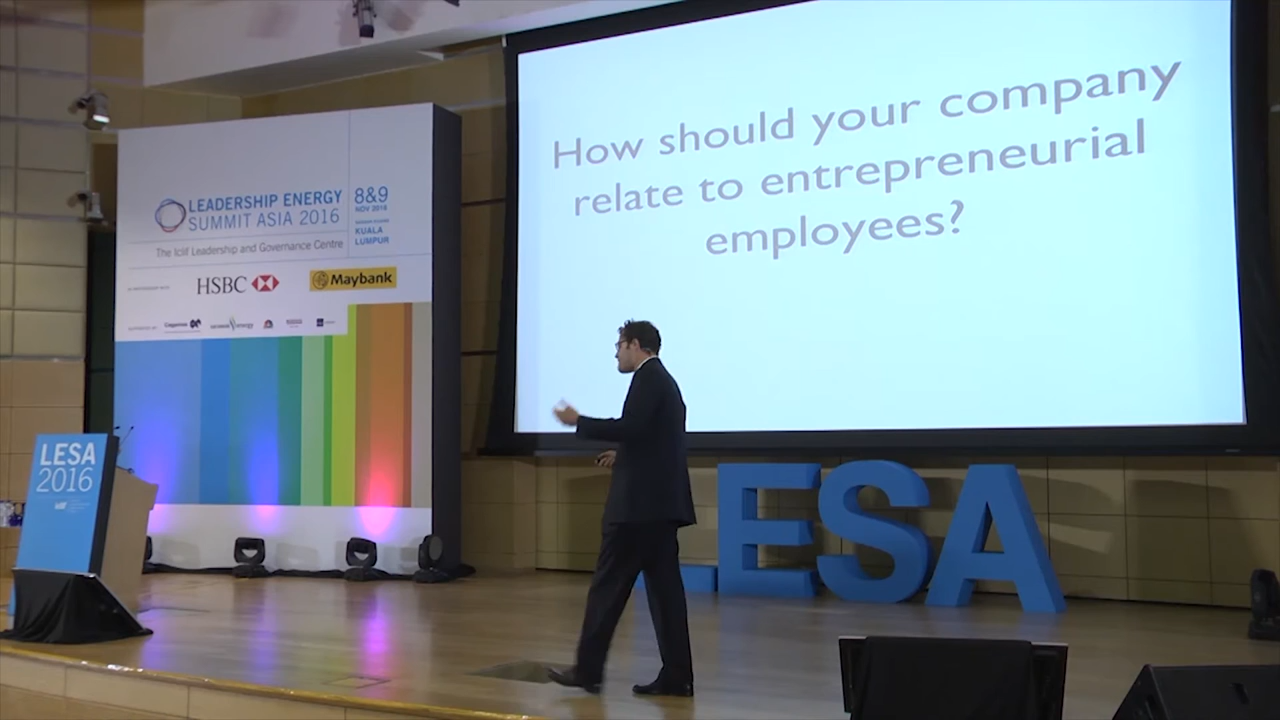 How should your company
relate to entrepreneurial
employees?
LEADERSHIP ENERGY
SUMMIT ASIA 2016
8&9
NOV 2016
KUALA
LUMPUR
The Iclif Leadership and Governance Centre
HSBC
Maybank
LESA
2016
LESA